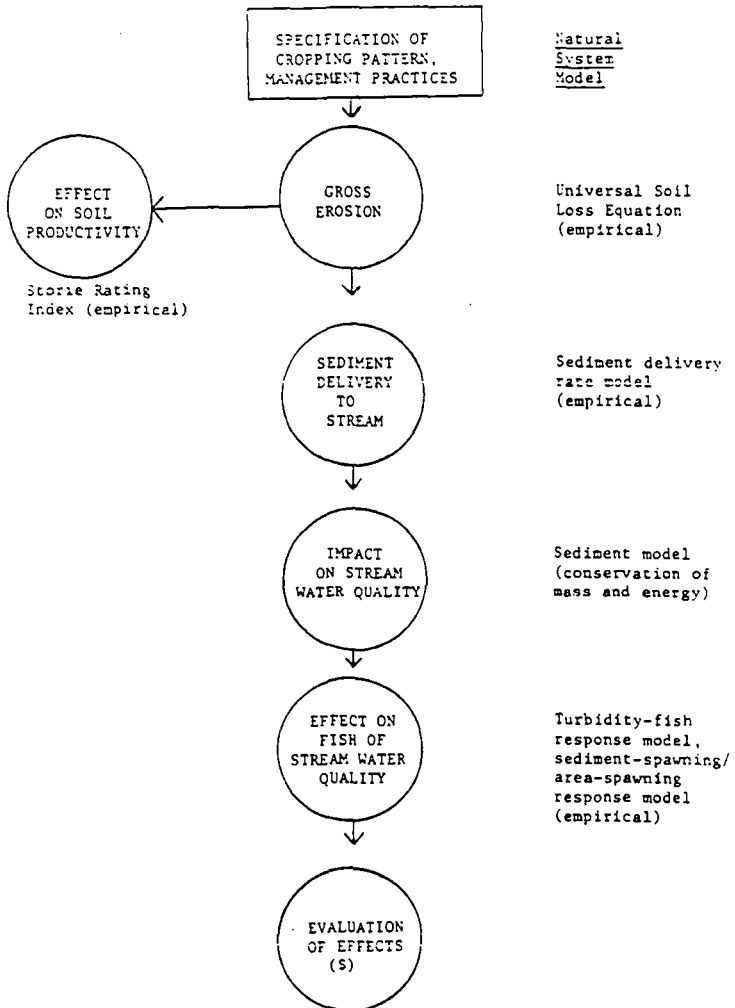 SPECIFICATION OF
CROPPING PATTERN,
MANAGEMENT PRACTICES
Natural
System
Model
EFFECT
ON SOIL
PRODUCTIVITY
Storie Rating
Index (empirical)
GROSS
EROSION
Universal Soil
Loss Equation
(empirical)
SEDIMENT
DELIVERY
TO
STREAM
Sediment delivery
rate model
(empirical)
IMPACT
ON STREAM
WATER QUALITY
Sediment model
(conservation of
mass and energy)
EFFECT ON
FISH OF
STREAM WATER
QUALITY
Turbidity-fish
response model,
sediment-spawning/
area-spawning
response model
(empirical)
EVALUATION
OF EFFECTS
(S)